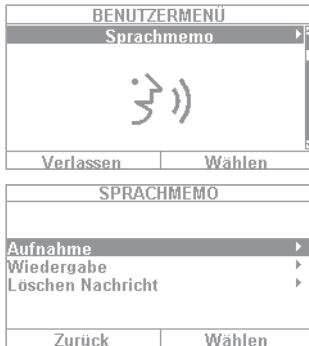 BENUTZERMENÜ
Sprachmemo
Verlassen Wählen
SPRACHMEMO
Aufnahme
Wiedergabe
Löschen Nachricht
Zurück Wählen